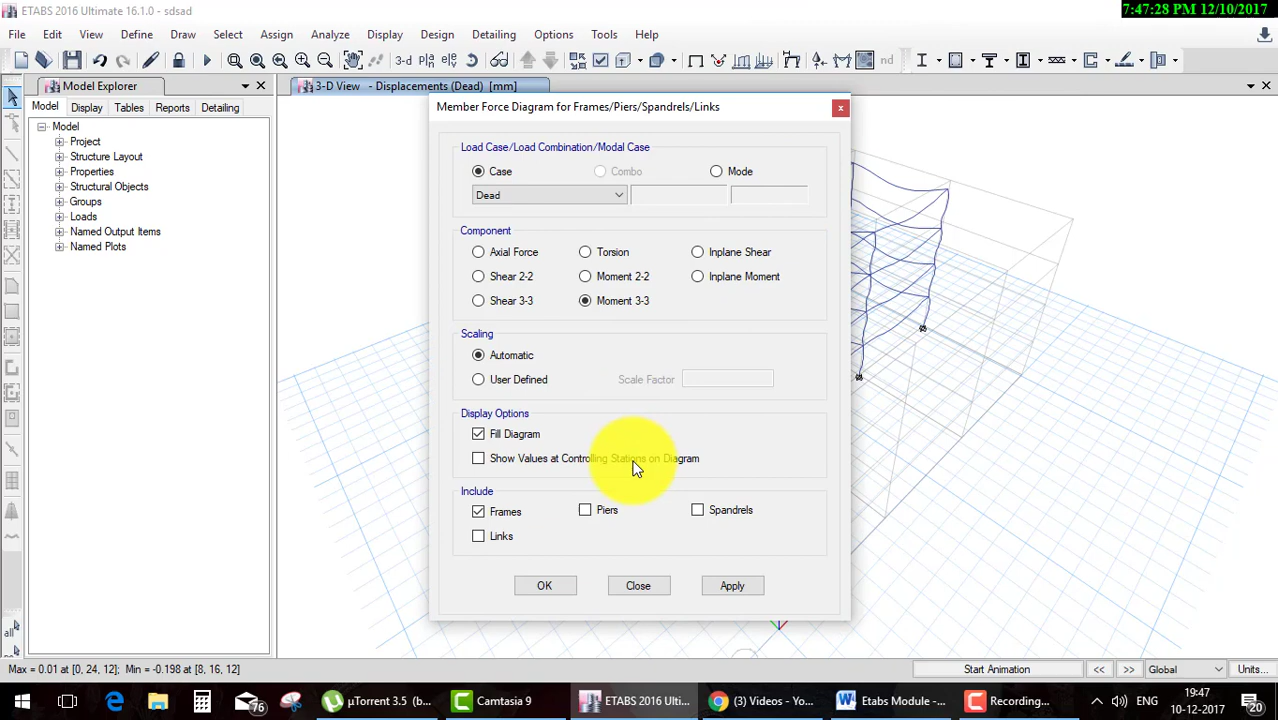 ETABS 2016 Ultimate 16.1.0 - sdsad
7:47:28 PM 12/10/2017
File Edit View Define Draw Select Assign Analyze Display Design Detailing Options Tools Help
3-d nd
Model Explorer
3-D View - Displacements (Dead) [mm]
Model Display Tables Reports Detailing
Model
Project
Structure Layout
Properties
Structural Objects
Groups
Loads
Named Output Items
Named Plots
all
Member Force Diagram for Frames/Piers/Spandrels/Links
Load Case/Load Combination/Modal Case
Case Combo Mode
Dead
Component
Axial Force Torsion Inplane Shear
Shear 2-2 Moment 2-2 Inplane Moment
Shear 3-3 Moment 3-3
Scaling
Automatic
User Defined Scale Factor
Display Options
Fill Diagram
Show Values at Controlling Stations on Diagram
Include
Frames Piers Spandrels
Links
OK Close Apply
Max = 0.01 at [0, 24, 12]; Min = -0.198 at [8, 16, 12]
Start Animation << >> Global Units...
76 µTorrent 3.5 (b... Camtasia 9 ETABS 2016 Ulti... (3) Videos - Yo... Etabs Module -... Recording... ENG 19:47
10-12-2017 20